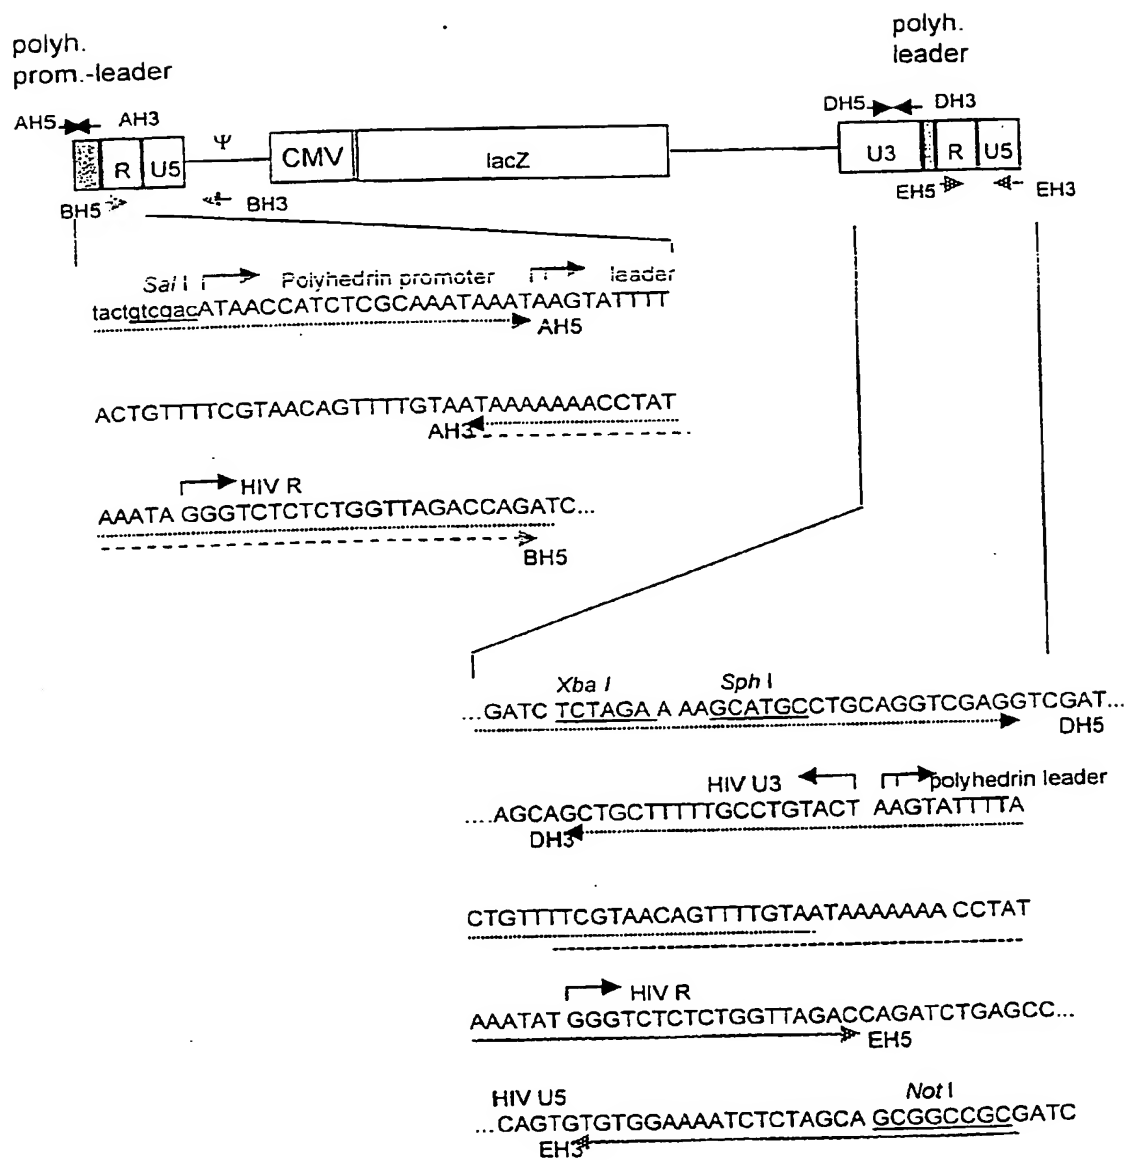 polyh.
prom.-leader
polyh.
leader
AH5 AH3
DH5 DH3
Ψ
R U5 CMV lacZ U3 R U5
BH5 BH3 EH5 EH3
Sal I Polyhedrin promoter leader
tactgtcgacATAACCATCTCGCAAATAAATAAGTATTTT
AH5
ACTGTTTTCGTAACAGTTTTGTAATAAAAAAACCTAT
AH3
HIV R
AAATA GGGTCTCTCTGGTTAGACCAGATC...
BH5
Xba I Sph I
...GATC TCTAGA A AAGCATGCCTGCAGGTCGAGGTCGAT...
DH5
HIV U3 polyhedrin leader
....AGCAGCTGCTTTTTGCCTGTACT AAGTATTTTA
DH3
CTGTTTTCGTAACAGTTTTGTAATAAAAAAA CCTAT
HIV R
AAATAT GGGTCTCTCTGGTTAGACCAGATCTGAGCC...
EH5
HIV U5 Not I
...CAGTGTGTGGAAAATCTCTAGCA GCGGCCGCGATC
EH3